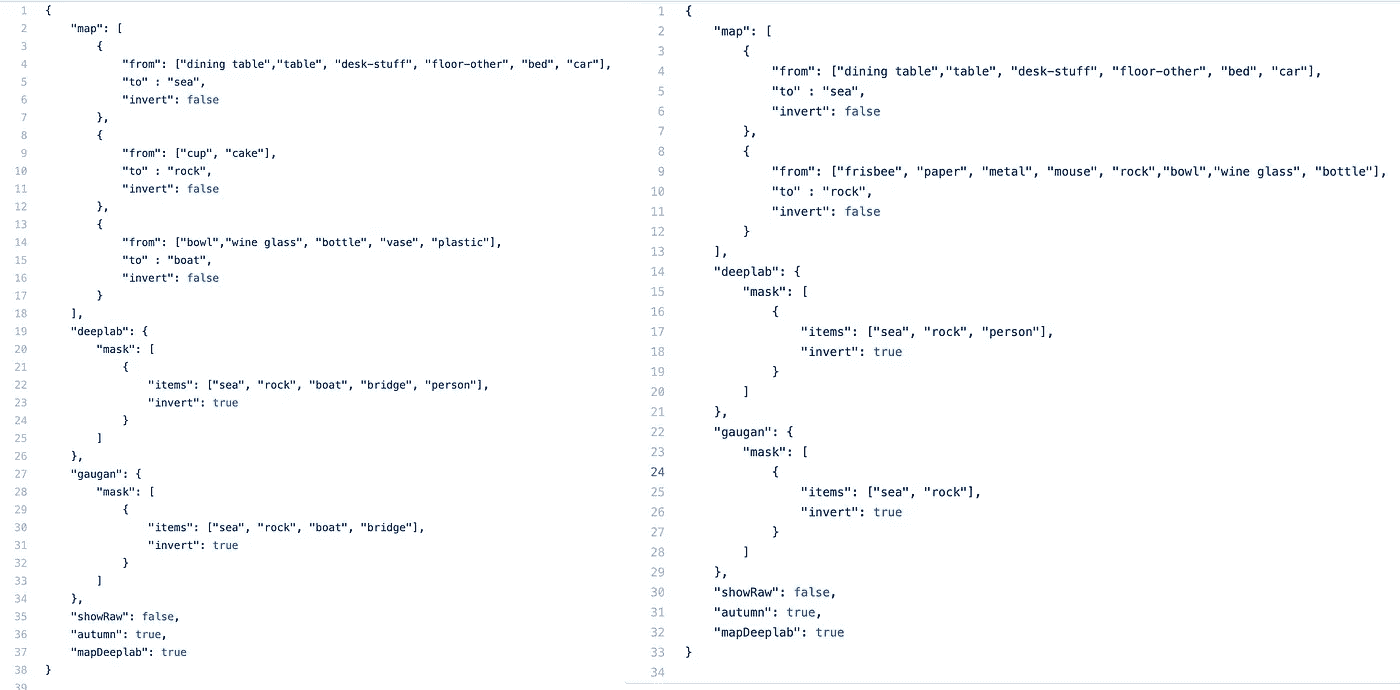 1 {
2     "map": [
3         {
4             "from": ["dining table","table", "desk-stuff", "floor-other", "bed", "car"],
5             "to" : "sea",
6             "invert": false
7         },
8         {
9             "from": ["cup", "cake"],
10             "to" : "rock",
11             "invert": false
12         },
13         {
14             "from": ["bowl","wine glass", "bottle", "vase", "plastic"],
15             "to" : "boat",
16             "invert": false
17         }
18     ],
19     "deeplab": {
20         "mask": [
21             {
22                 "items": ["sea", "rock", "boat", "bridge", "person"],
23                 "invert": true
24             }
25         ]
26     },
27     "gaugan": {
28         "mask": [
29             {
30                 "items": ["sea", "rock", "boat", "bridge"],
31                 "invert": true
32             }
33         ]
34     },
35     "showRaw": false,
36     "autumn": true,
37     "mapDeeplab": true
38 }
39
1 {
2     "map": [
3         {
4             "from": ["dining table","table", "desk-stuff", "floor-other", "bed", "car"],
5             "to" : "sea",
6             "invert": false
7         },
8         {
9             "from": ["frisbee", "paper", "metal", "mouse", "rock","bowl","wine glass", "bottle"],
10             "to" : "rock",
11             "invert": false
12         }
13     ],
14     "deeplab": {
15         "mask": [
16             {
17                 "items": ["sea", "rock", "person"],
18                 "invert": true
19             }
20         ]
21     },
22     "gaugan": {
23         "mask": [
24             {
25                 "items": ["sea", "rock"],
26                 "invert": true
27             }
28         ]
29     },
30     "showRaw": false,
31     "autumn": true,
32     "mapDeeplab": true
33 }
34